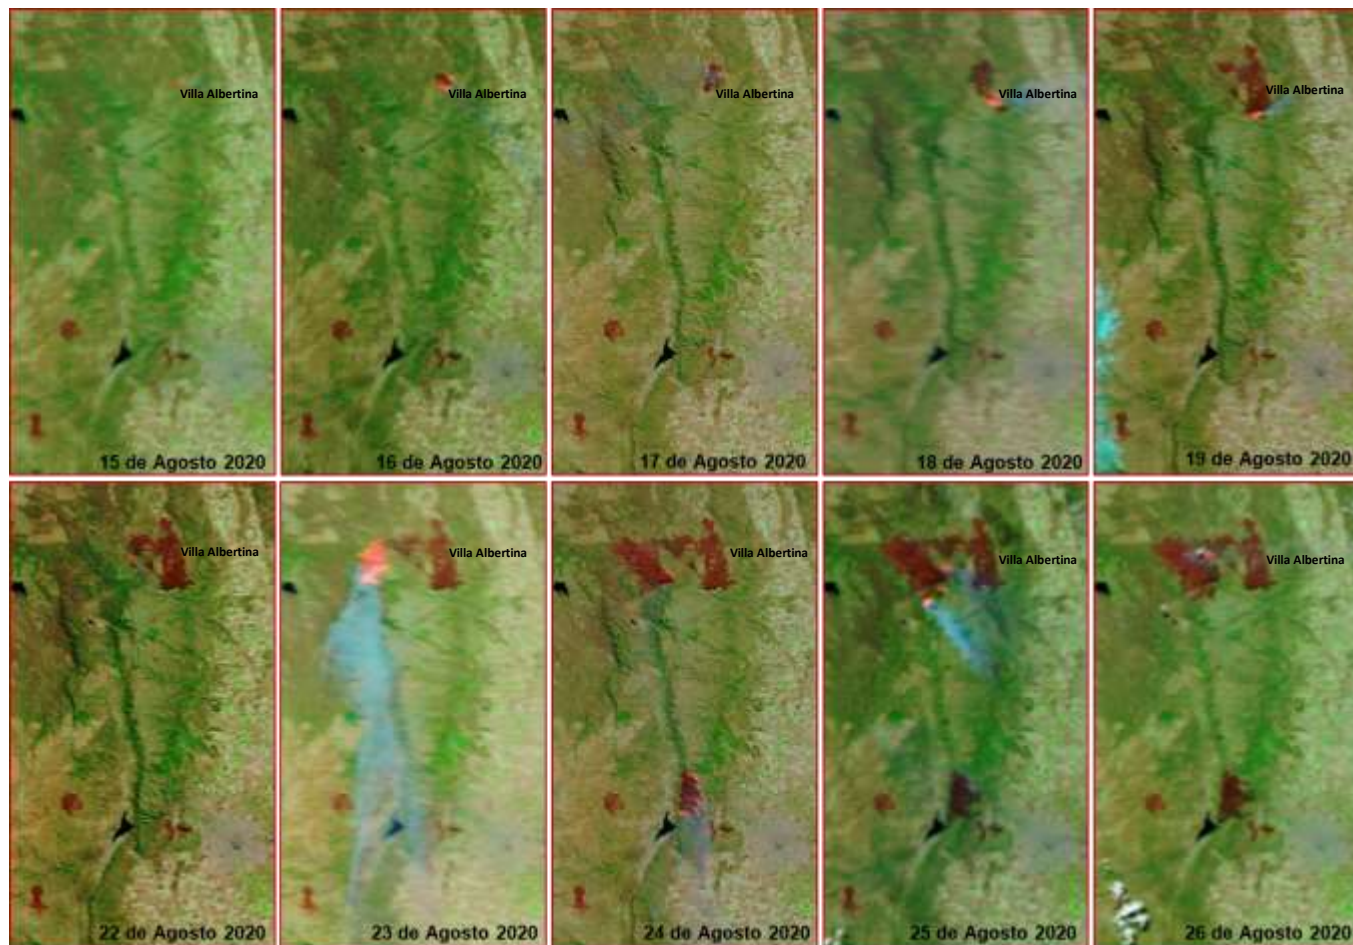 Villa Albertina
Villa Albertina
Villa Albertina
Villa Albertina
Villa Albertina
15 de Agosto 2020
16 de Agosto 2020
17 de Agosto 2020
18 de Agosto 2020
19 de Agosto 2020
Villa Albertina
Villa Albertina
Villa Albertina
Villa Albertina
Villa Albertina
22 de Agosto 2020
23 de Agosto 2020
24 de Agosto 2020
25 de Agosto 2020
26 de Agosto 2020